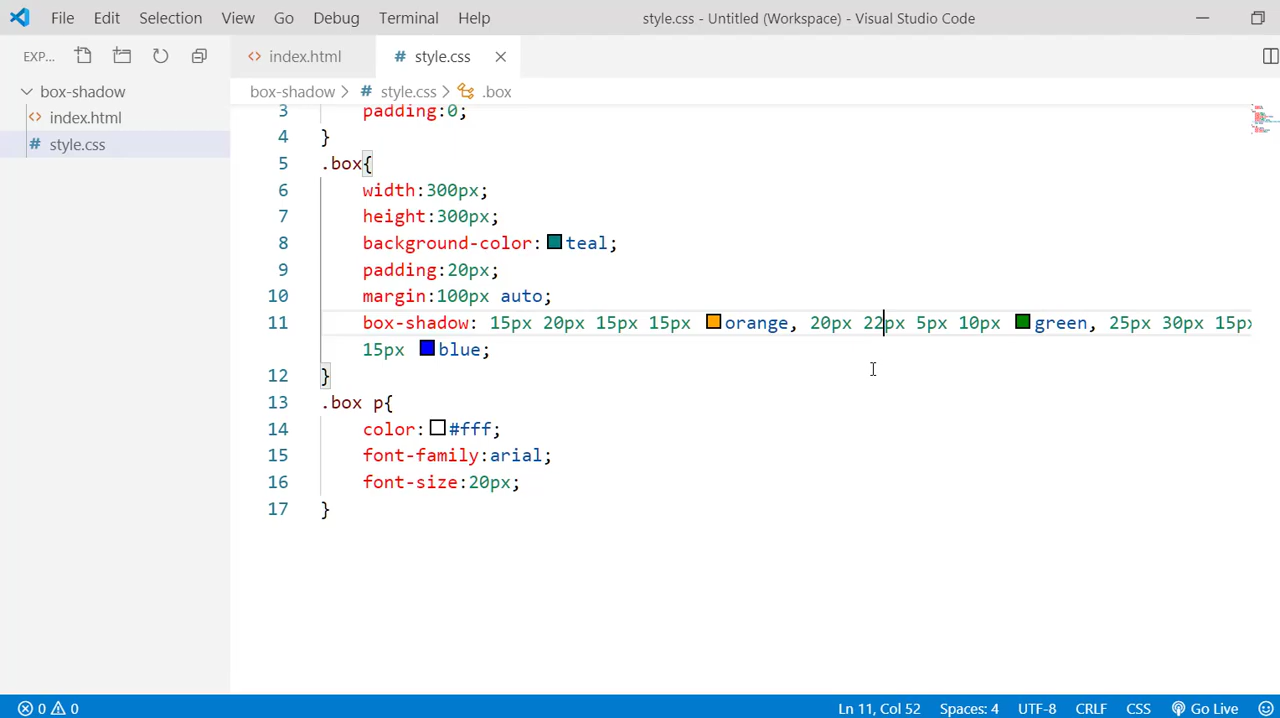 File Edit Selection View Go Debug Terminal Help style.css - Untitled (Workspace) - Visual Studio Code
EXP... index.html style.css
box-shadow box-shadow > style.css > .box
index.html
style.css
3 padding:0;
4 }
5 .box{
6 width:300px;
7 height:300px;
8 background-color: teal;
9 padding:20px;
10 margin:100px auto;
11 box-shadow: 15px 20px 15px 15px orange, 20px 22px 5px 10px green, 25px 30px 15px
15px blue;
12 }
13 .box p{
14 color: #fff;
15 font-family:arial;
16 font-size:20px;
17 }
0 0 Ln 11, Col 52 Spaces: 4 UTF-8 CRLF CSS Go Live